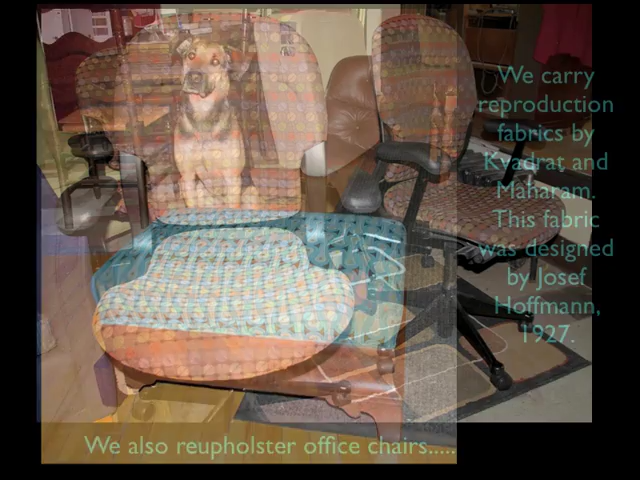 We carry
reproduction
fabrics by
Kvadrat and
Maharam.
This fabric
was designed
by Josef
Hoffmann,
1927.
We also reupholster office chairs.....